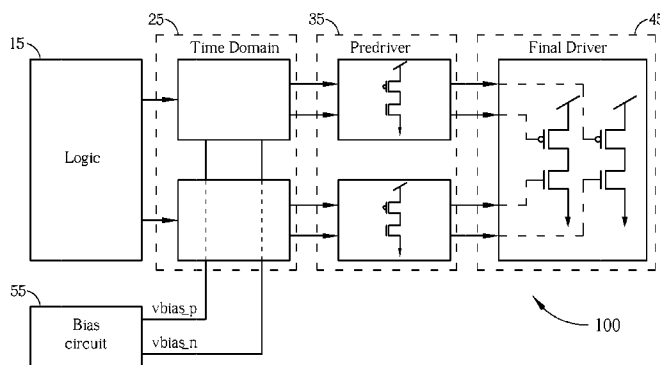 15
25
35
45
Time Domain
Predriver
Final Driver
Logic
55
Bias
circuit
vbias_p
vbias_n
100